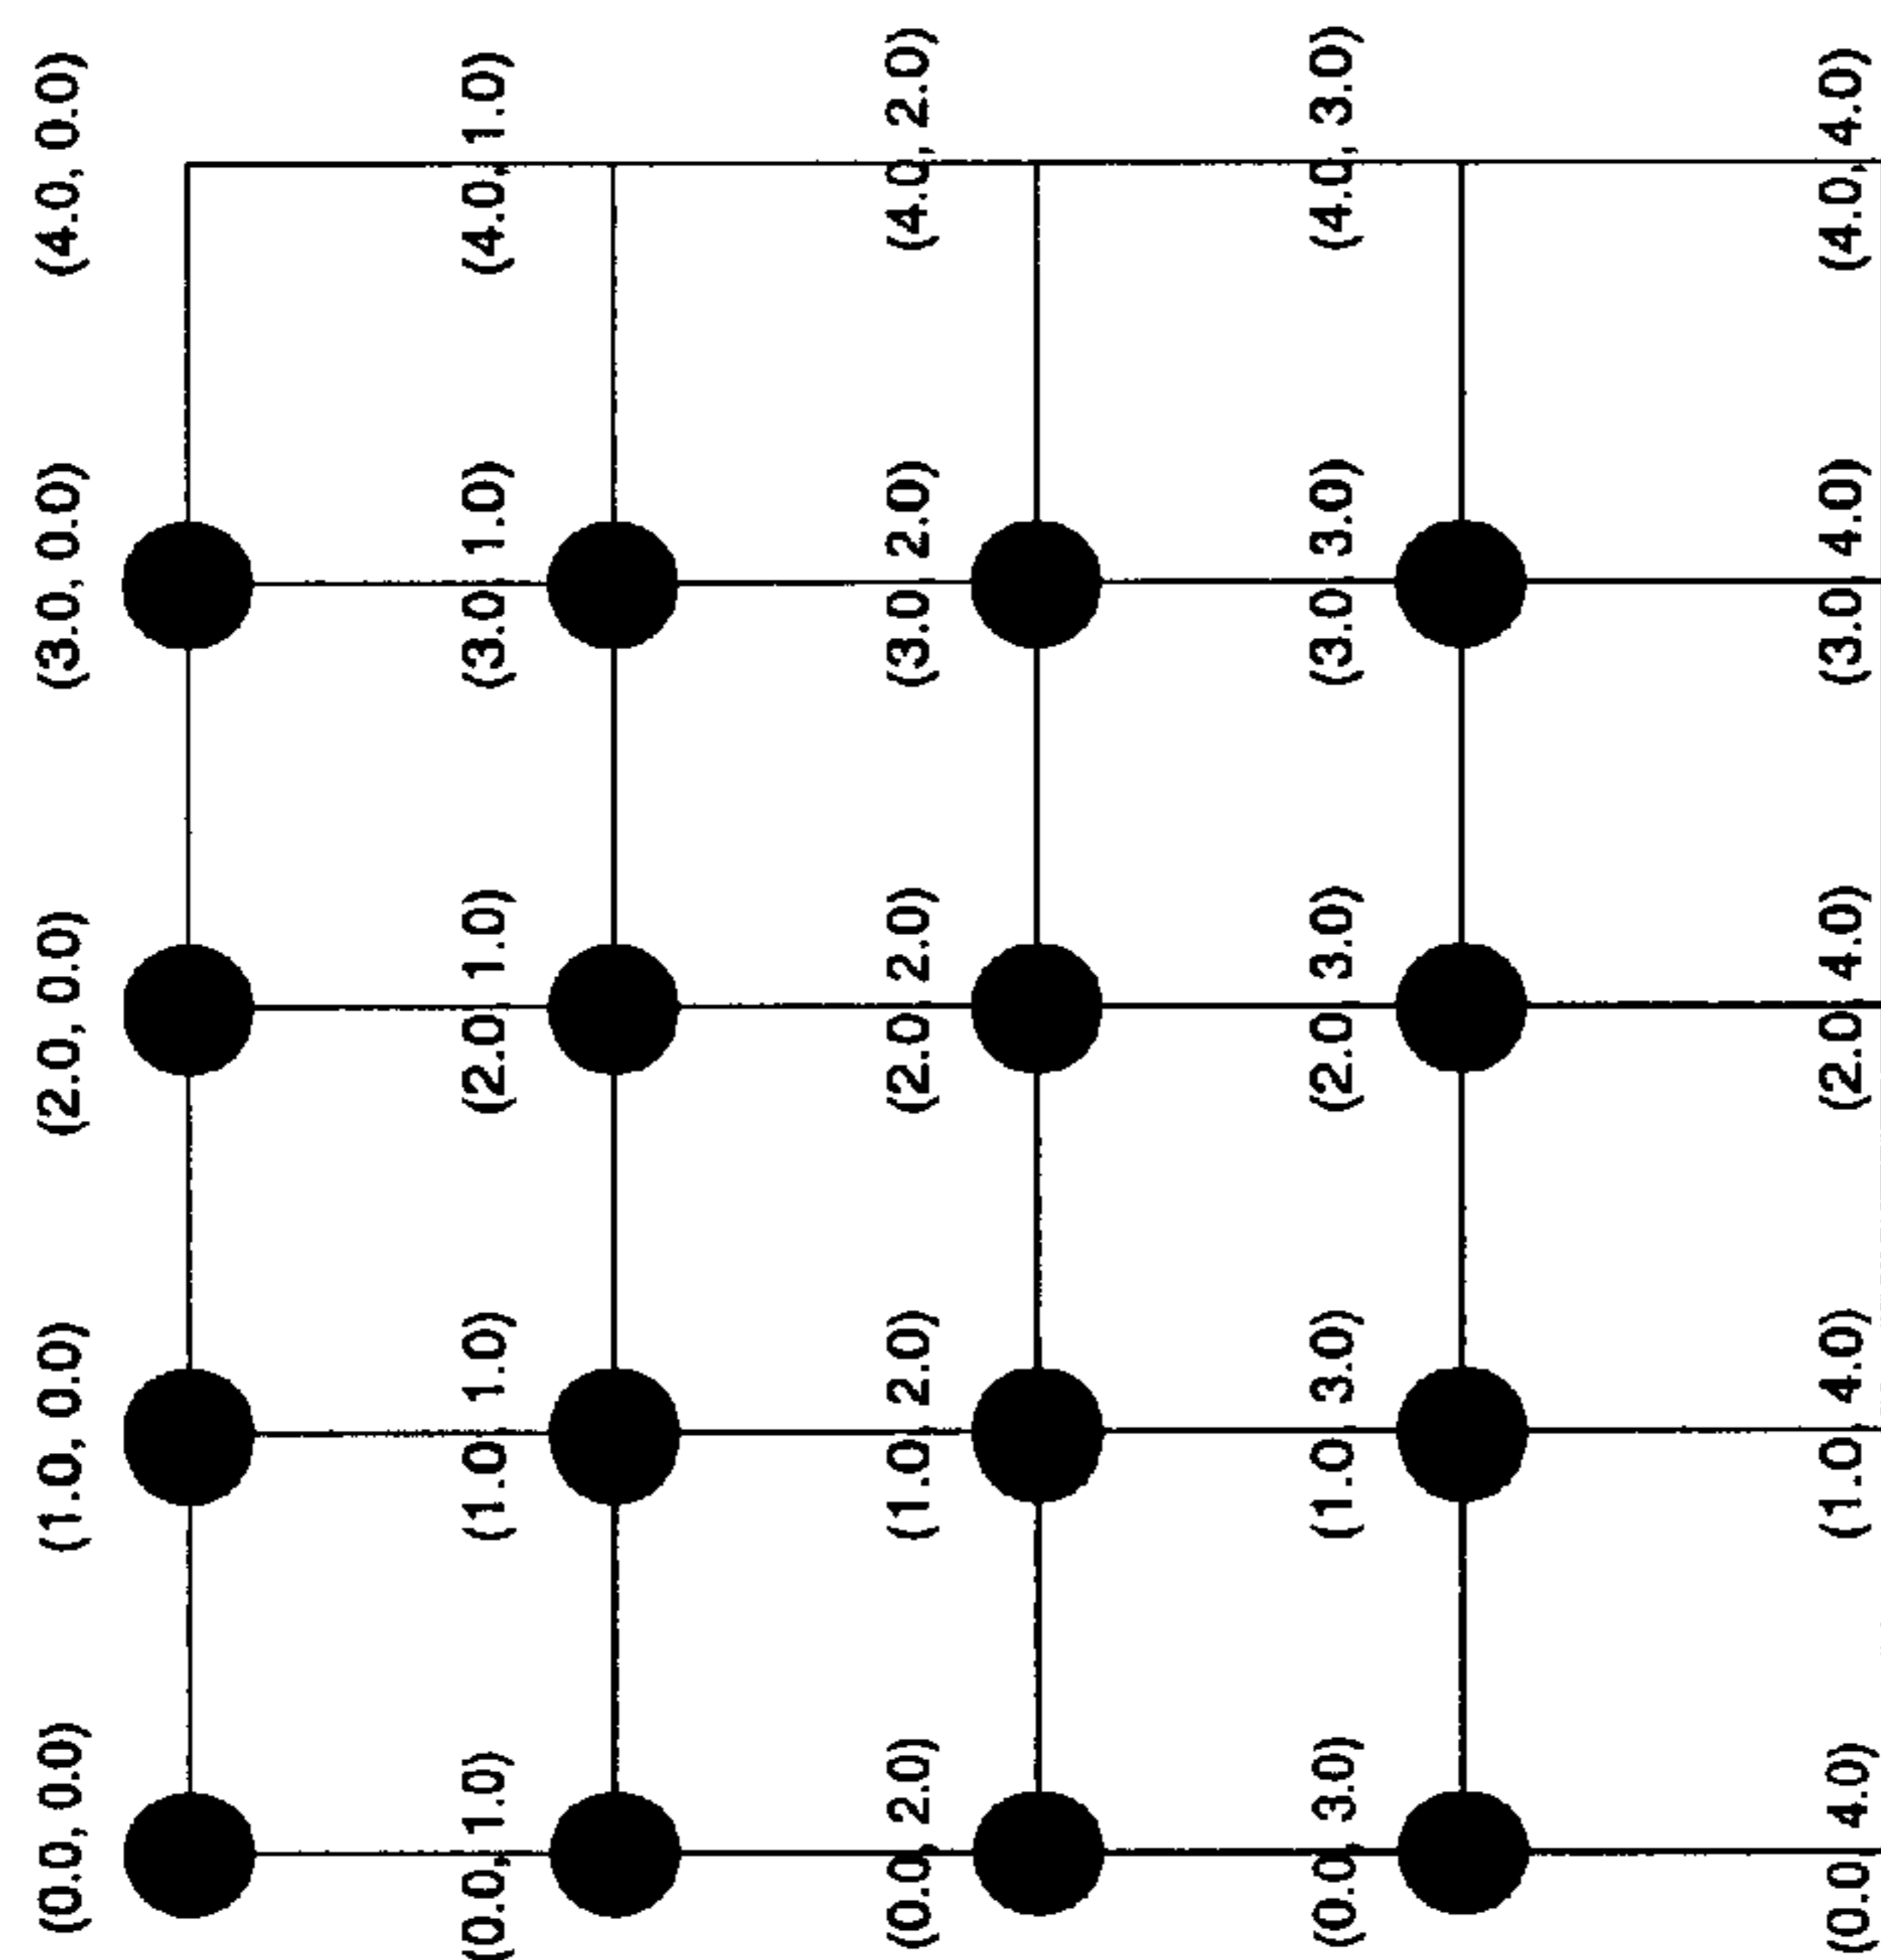 (0.0, 0.0) (1.0, 0.0) (2.0, 0.0) (3.0, 0.0) (4.0, 0.0)
(0.0, 1.0) (1.0, 1.0) (2.0, 1.0) (3.0, 1.0) (4.0, 1.0)
(0.0, 2.0) (1.0, 2.0) (2.0, 2.0) (3.0, 2.0) (4.0, 2.0)
(0.0, 3.0) (1.0, 3.0) (2.0, 3.0) (3.0, 3.0) (4.0, 3.0)
(0.0, 4.0) (1.0, 4.0) (2.0, 4.0) (3.0, 4.0) (4.0, 4.0)